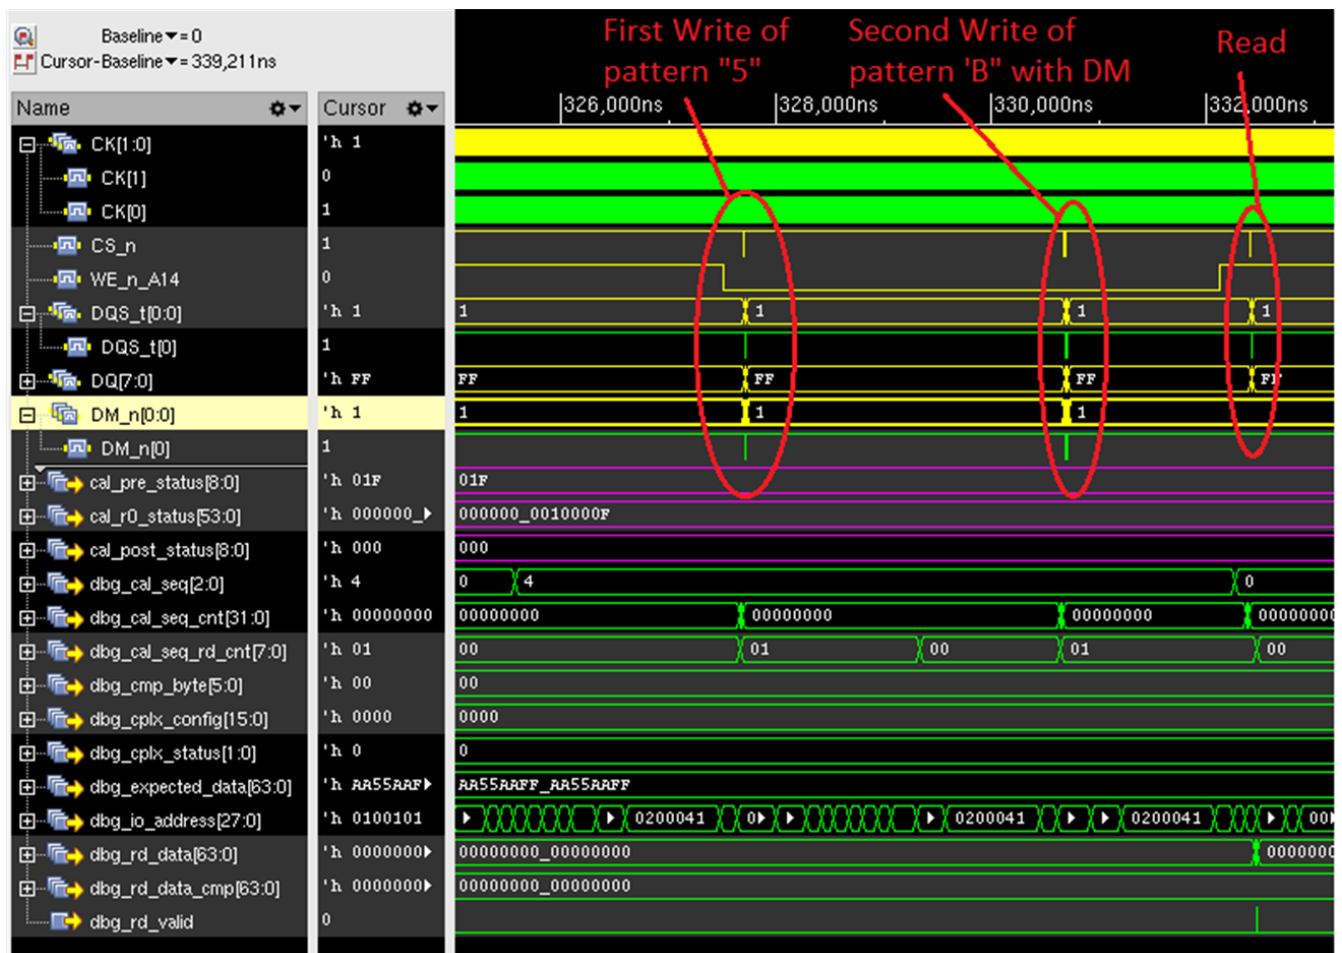 Baseline▼=0
Cursor-Baseline▼=339,211ns
First Write of
pattern "5"
Second Write of
pattern 'B" with DM
Read
Name
Cursor
326,000ns 328,000ns 330,000ns 332,000ns
CK[1:0] 'h 1
CK[1] 0
CK[0] 1
CS_n 1
WE_n_A14 0
DQS_t[0:0] 'h 1 1 1 1 1
DQS_t[0] 1
DQ[7:0] 'h FF FF FF FF FF
DM_n[0:0] 'h 1 1 1 1
DM_n[0] 1
cal_pre_status[8:0] 'h 01F 01F
cal_r0_status[53:0] 'h 000000_ 000000_0010000F
cal_post_status[8:0] 'h 000 000
dbg_cal_seq[2:0] 'h 4 0 4 0
dbg_cal_seq_cnt[31:0] 'h 00000000 00000000 00000000 00000000 00000000
dbg_cal_seq_rd_cnt[7:0] 'h 01 00 01 00 01 00
dbg_cmp_byte[5:0] 'h 00 00
dbg_cplx_config[15:0] 'h 0000 0000
dbg_cplx_status[1:0] 'h 0 0
dbg_expected_data[63:0] 'h AA55AAF AA55AAFF_AA55AAFF
dbg_io_address[27:0] 'h 0100101 0200041 0 0200041 0200041 00
dbg_rd_data[63:0] 'h 0000000 00000000_00000000 0000000
dbg_rd_data_cmp[63:0] 'h 0000000 00000000_00000000
dbg_rd_valid 0